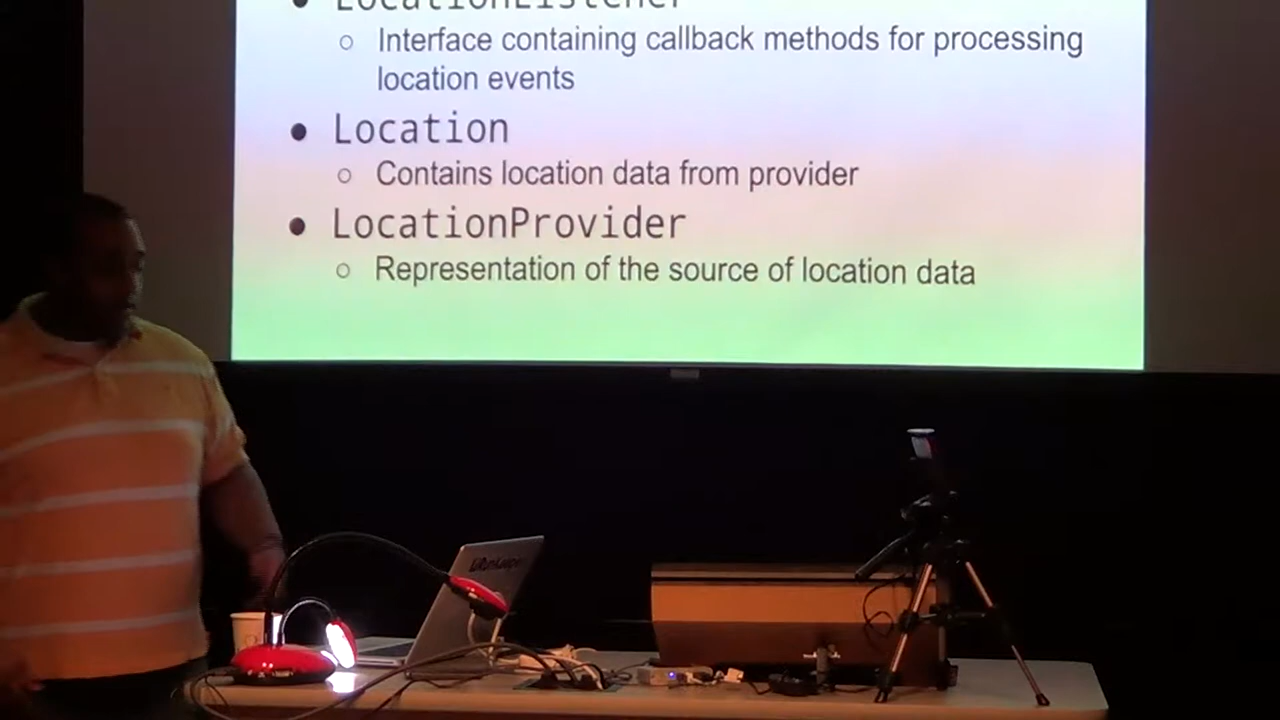 LocationListener
Interface containing callback methods for processing
location events
Location
Contains location data from provider
LocationProvider
Representation of the source of location data